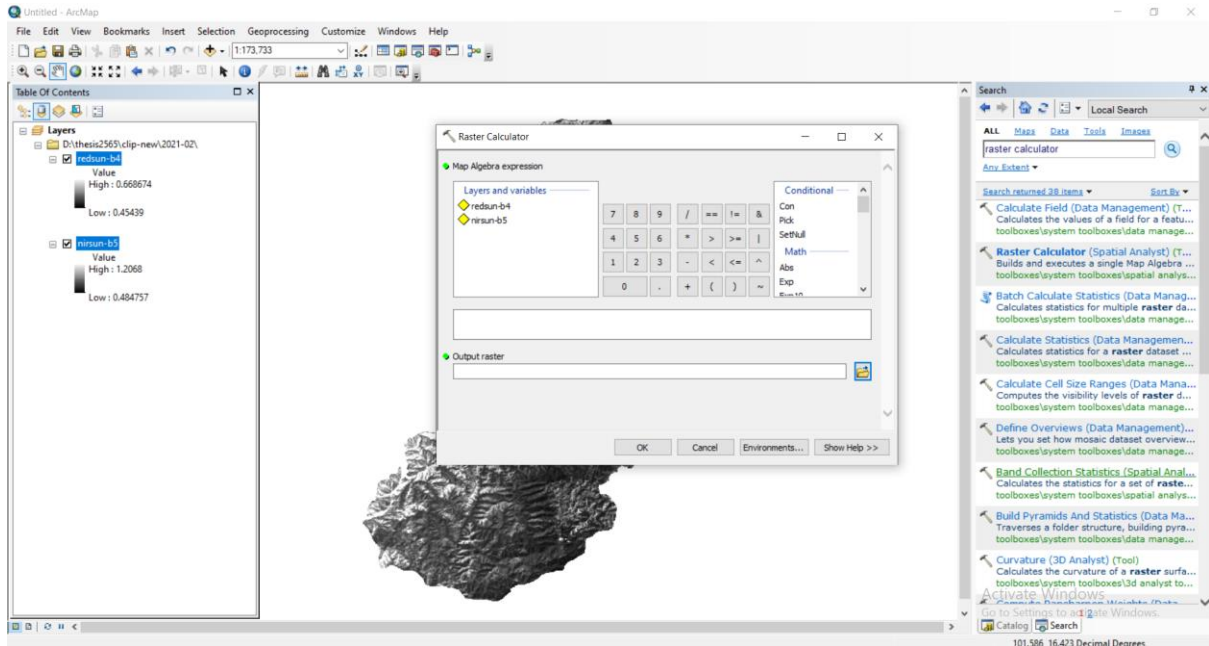 Untitled - ArcMap
File Edit View Bookmarks Insert Selection Geoprocessing Customize Windows Help
1:173,733
Table Of Contents
Layers
D:\thesis2565\clip-new\2021-02\
redsun-b4
Value
High : 0.668674
Low : 0.45439
nirsun-b5
Value
High : 1.2068
Low : 0.484757
Raster Calculator
Map Algebra expression
Layers and variables
redsun-b4
nirsun-b5
7 8 9 / == != &
4 5 6 * > >= |
1 2 3 - < <= ^
0 . + ( ) ~
Conditional
Con
Pick
SetNull
Math
Abs
Exp
Exp10
Output raster
OK Cancel Environments... Show Help >>
Search
Local Search
ALL Maps Data Tools Images
raster calculator
Any Extent
Search returned 28 items Sort By
Calculate Field (Data Management) (T...
Calculates the values of a field for a featu...
toolboxes\system toolboxes\data manage...
Raster Calculator (Spatial Analyst) (T...
Builds and executes a single Map Algebra ...
toolboxes\system toolboxes\spatial analys...
Batch Calculate Statistics (Data Manag...
Calculates statistics for multiple raster da...
toolboxes\system toolboxes\data manage...
Calculate Statistics (Data Managemen...
Calculates statistics for a raster dataset ...
toolboxes\system toolboxes\data manage...
Calculate Cell Size Ranges (Data Mana...
Computes the visibility levels of raster d...
toolboxes\system toolboxes\data manage...
Define Overviews (Data Management)...
Lets you set how mosaic dataset overview...
toolboxes\system toolboxes\data manage...
Band Collection Statistics (Spatial Anal...
Calculates the statistics for a set of raste...
toolboxes\system toolboxes\spatial analys...
Build Pyramids And Statistics (Data Ma...
Traverses a folder structure, building pyra...
toolboxes\system toolboxes\data manage...
Curvature (3D Analyst) (Tool)
Calculates the curvature of a raster surfa...
toolboxes\system toolboxes\3d analyst to...
Activate Windows
Go to Settings to activate Windows.
1 2
Catalog Search
101.586 16.423 Decimal Degrees